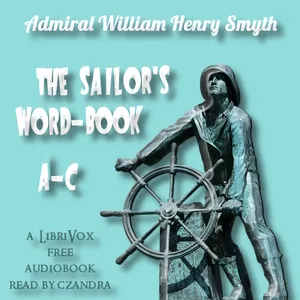 Admiral William Henry Smyth
THE SAILOR'S
WORD-BOOK
A-C
A LIBRIVOX
FREE
AUDIOBOOK
READ BY CZANDRA